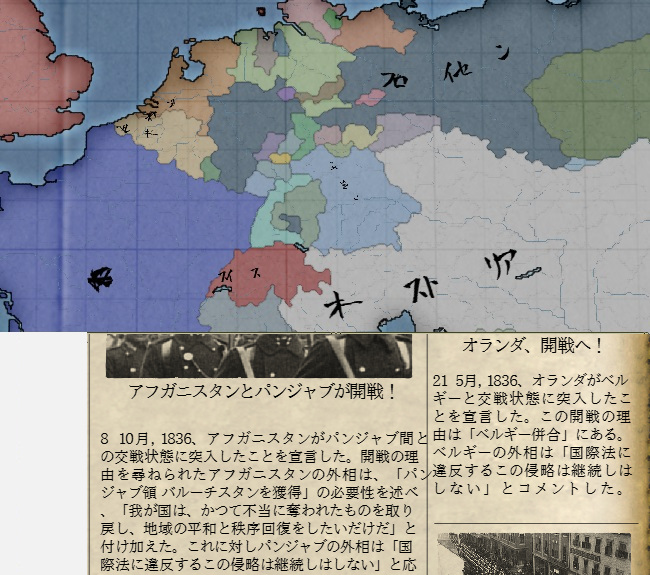 プロイセン
オランダ
ベルギー
スイス
オーストリア
アフガニスタンとパンジャブが開戦！
8 10月, 1836、アフガニスタンがパンジャブ間と
の交戦状態に突入したことを宣言した。開戦の理
由を尋ねられたアフガニスタンの外相は、「パン
ジャブ領 バルーチスタンを獲得」の必要性を述べ
、「我が国は、かつて不当に奪われたものを取り
戻し、地域の平和と秩序回復をしたいだけだ」と
付け加えた。これに対しパンジャブの外相は「国
際法に違反するこの侵略は継続しはしない」と応
オランダ、開戦へ！
21 5月, 1836、オランダがベル
ギーと交戦状態に突入したこ
とを宣言した。この開戦の理
由は「ベルギー併合」にある。
ベルギーの外相は「国際法に
違反するこの侵略は継続しは
しない」とコメントした。